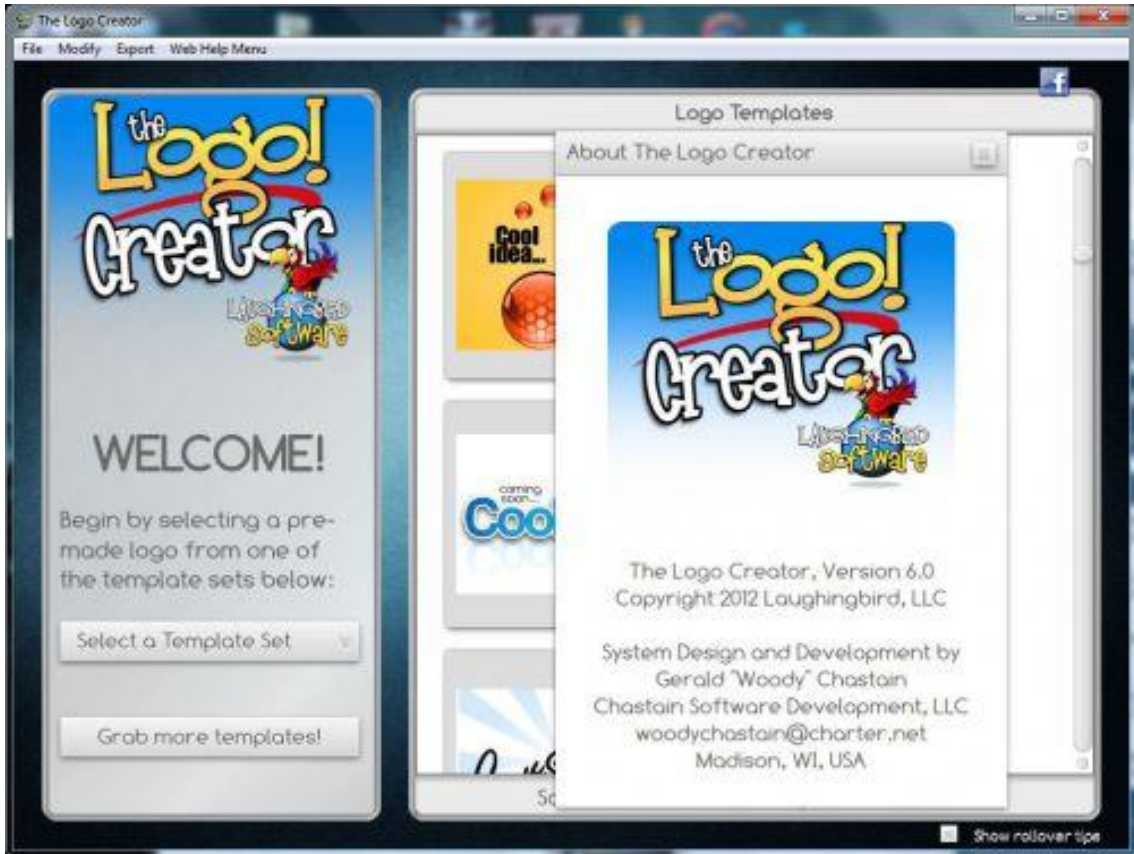 The Logo Creator
File Modify Export Web Help Menu
the
Logo!
Creator
LAUGHINGBIRD
Software
WELCOME!
Begin by selecting a pre-
made logo from one of
the template sets below:
Select a Template Set
Grab more templates!
Logo Templates
Cool
idea...
coming
soon...
Coo
About The Logo Creator
the
Logo!
Creator
LAUGHINGBIRD
Software
The Logo Creator, Version 6.0
Copyright 2012 Laughingbird, LLC
System Design and Development by
Gerald "Woody" Chastain
Chastain Software Development, LLC
woodychastain@charter.net
Madison, WI, USA
Show rollover tips